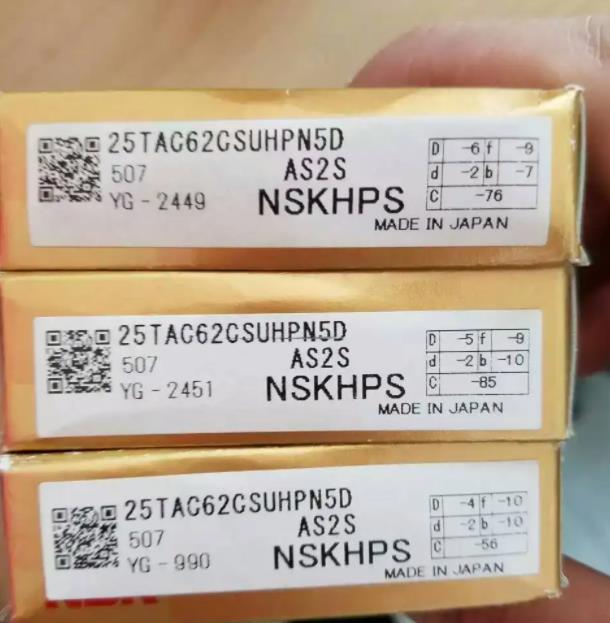 25TAC62CSUHPN5D
507 AS2S
YG-2449 NSKHPS
MADE IN JAPAN
D -6 f -9
d -2 b -7
C -76
25TAC62CSUHPN5D
507 AS2S
YG-2451 NSKHPS
MADE IN JAPAN
D -5 f -9
d -2 b -10
C -85
25TAC62CSUHPN5D
507 AS2S
YG-990 NSKHPS
MADE IN JAPAN
D -4 f -10
d -2 b -10
C -56